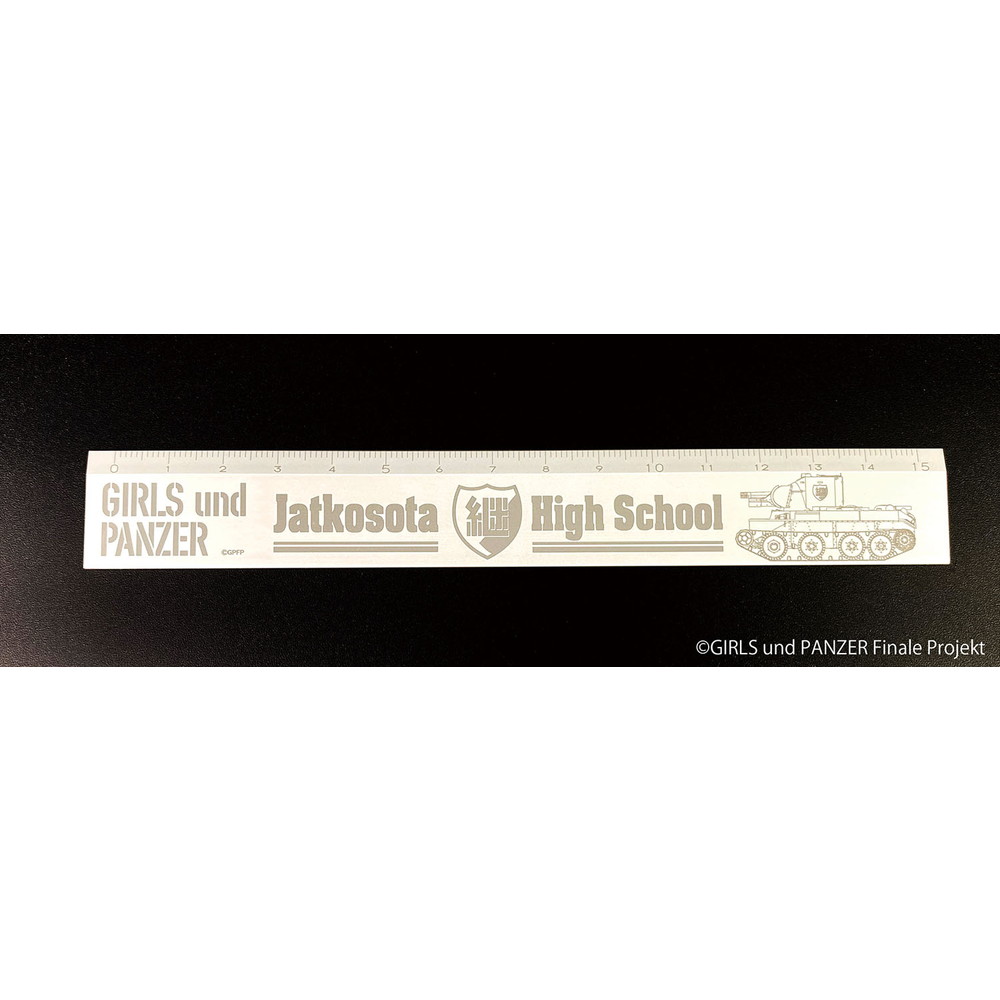 0 1 2 3 4 5 6 7 8 9 10 11 12 13 14 15
GIRLS und
PANZER
©GPFP
Jatkosota
継
High School
©GIRLS und PANZER Finale Projekt